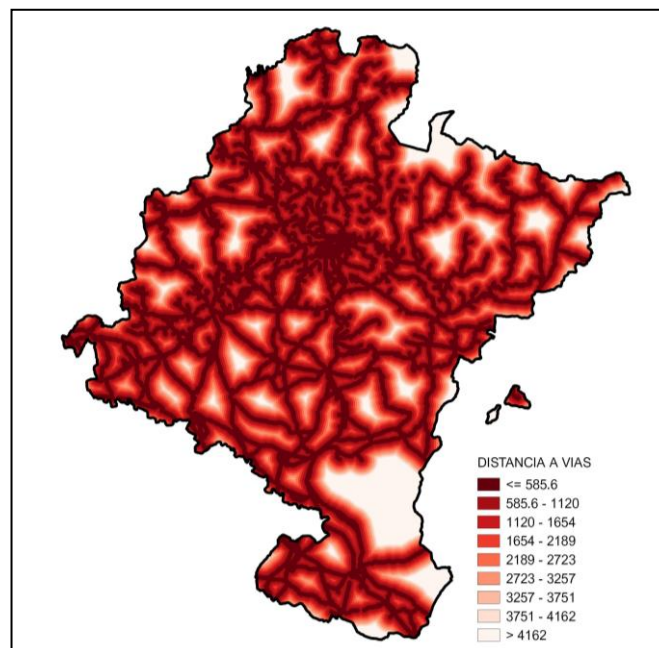 DISTANCIA A VIAS
<= 585.6
585.6 - 1120
1120 - 1654
1654 - 2189
2189 - 2723
2723 - 3257
3257 - 3751
3751 - 4162
> 4162